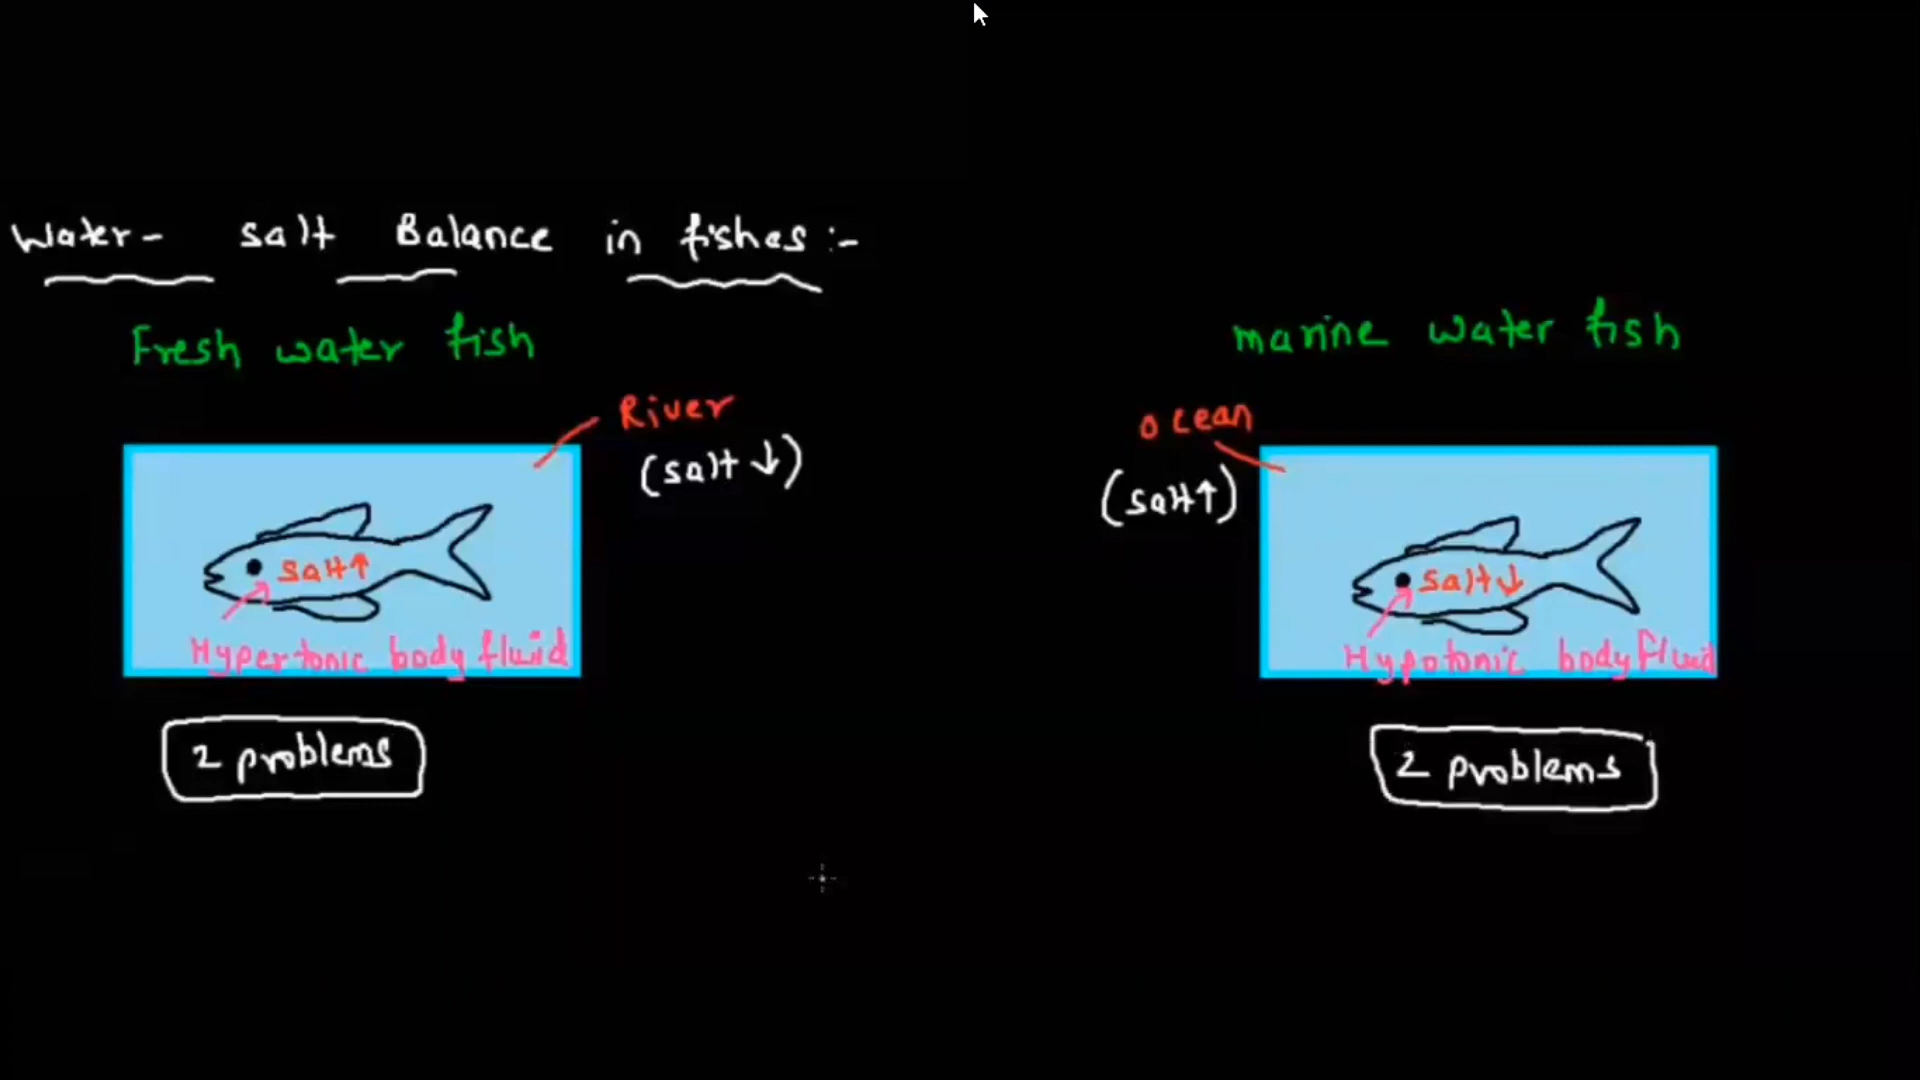 Water- salt Balance in fishes :-
Fresh water fish
River
(salt ↓)
salt↑
Hypertonic body fluid
2 problems
marine water fish
ocean
(salt↑)
salt↓
Hypotonic body fluid
2 problems